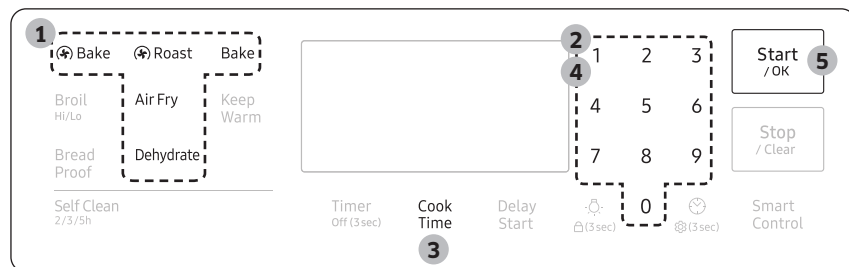 1
Bake Roast Bake
Broil
Hi/Lo
Air Fry
Keep
Warm
Bread
Proof
Dehydrate
Self Clean
2/3/5h
Timer
Off (3 sec)
Cook
Time
3
Delay
Start
2
4
1 2 3
4 5 6
7 8 9
0
(3 sec)
(3 sec)
Start
/ OK
5
Stop
/ Clear
Smart
Control